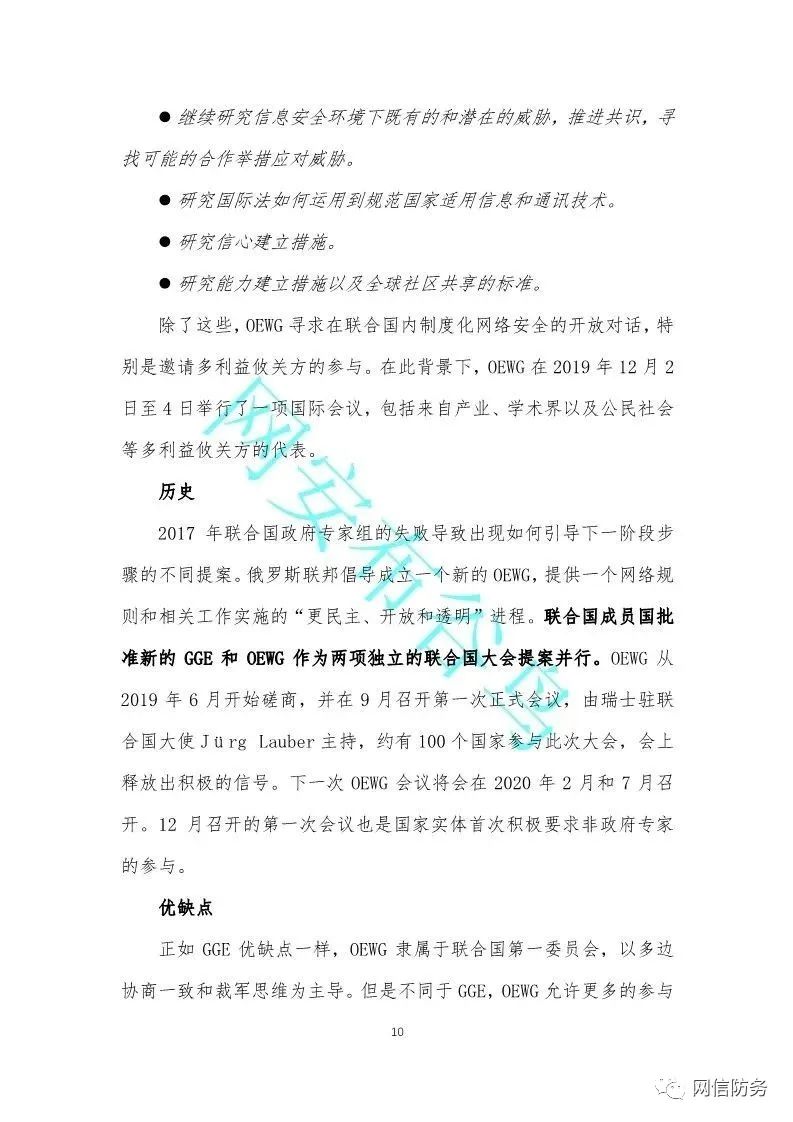 ● 继续研究信息安全环境下既有的和潜在的威胁，推进共识，寻
找可能的合作举措应对威胁。
● 研究国际法如何运用到规范国家适用信息和通讯技术。
● 研究信心建立措施。
● 研究能力建立措施以及全球社区共享的标准。
除了这些，OEWG 寻求在联合国内制度化网络安全的开放对话，特
别是邀请多利益攸关方的参与。在此背景下，OEWG 在 2019 年 12 月 2
日至 4 日举行了一项国际会议，包括来自产业、学术界以及公民社会
等多利益攸关方的代表。
历史
2017 年联合国政府专家组的失败导致出现如何引导下一阶段步
骤的不同提案。俄罗斯联邦倡导成立一个新的 OEWG，提供一个网络规
则和相关工作实施的“更民主、开放和透明”进程。联合国成员国批
准新的 GGE 和 OEWG 作为两项独立的联合国大会提案并行。OEWG 从
2019 年 6 月开始磋商，并在 9 月召开第一次正式会议，由瑞士驻联
合国大使 Jürg Lauber 主持，约有 100 个国家参与此次大会，会上
释放出积极的信号。下一次 OEWG 会议将会在 2020 年 2 月和 7 月召
开。12 月召开的第一次会议也是国家实体首次积极要求非政府专家
的参与。
优缺点
正如 GGE 优缺点一样，OEWG 隶属于联合国第一委员会，以多边
协商一致和裁军思维为主导。但是不同于 GGE，OEWG 允许更多的参与
10
网安布谷鸟
网信防务